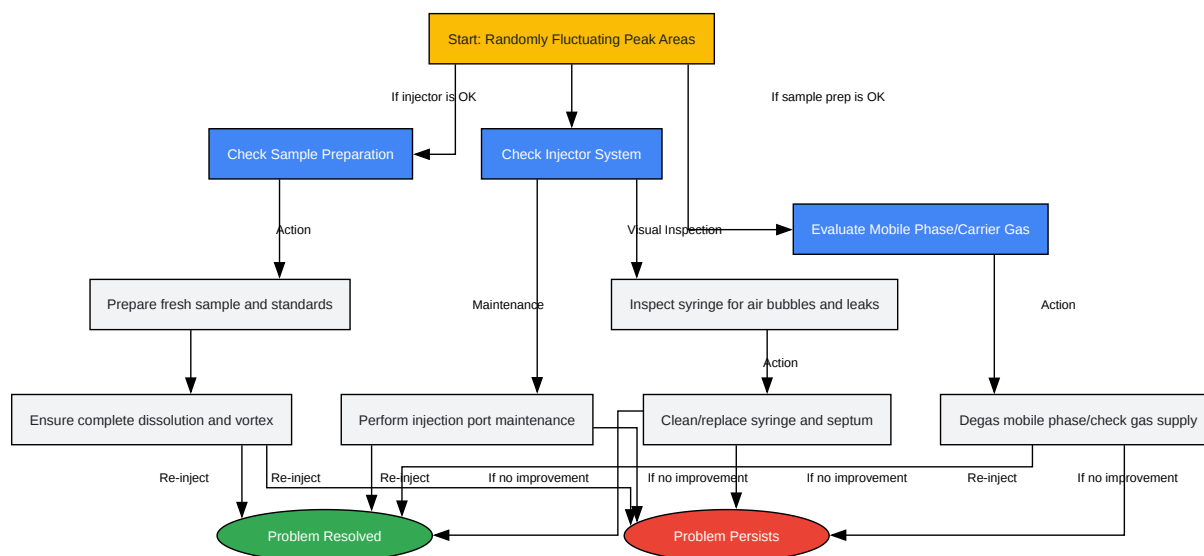 Start: Randomly Fluctuating Peak Areas
If injector is OK
If sample prep is OK
Check Sample Preparation
Check Injector System
Action
Visual Inspection
Evaluate Mobile Phase/Carrier Gas
Prepare fresh sample and standards
Maintenance
Inspect syringe for air bubbles and leaks
Action
Action
Ensure complete dissolution and vortex
Perform injection port maintenance
Clean/replace syringe and septum
Degas mobile phase/check gas supply
Re-inject
Re-inject
Re-inject
If no improvement
If no improvement
If no improvement
Re-inject
If no improvement
Problem Resolved
Problem Persists